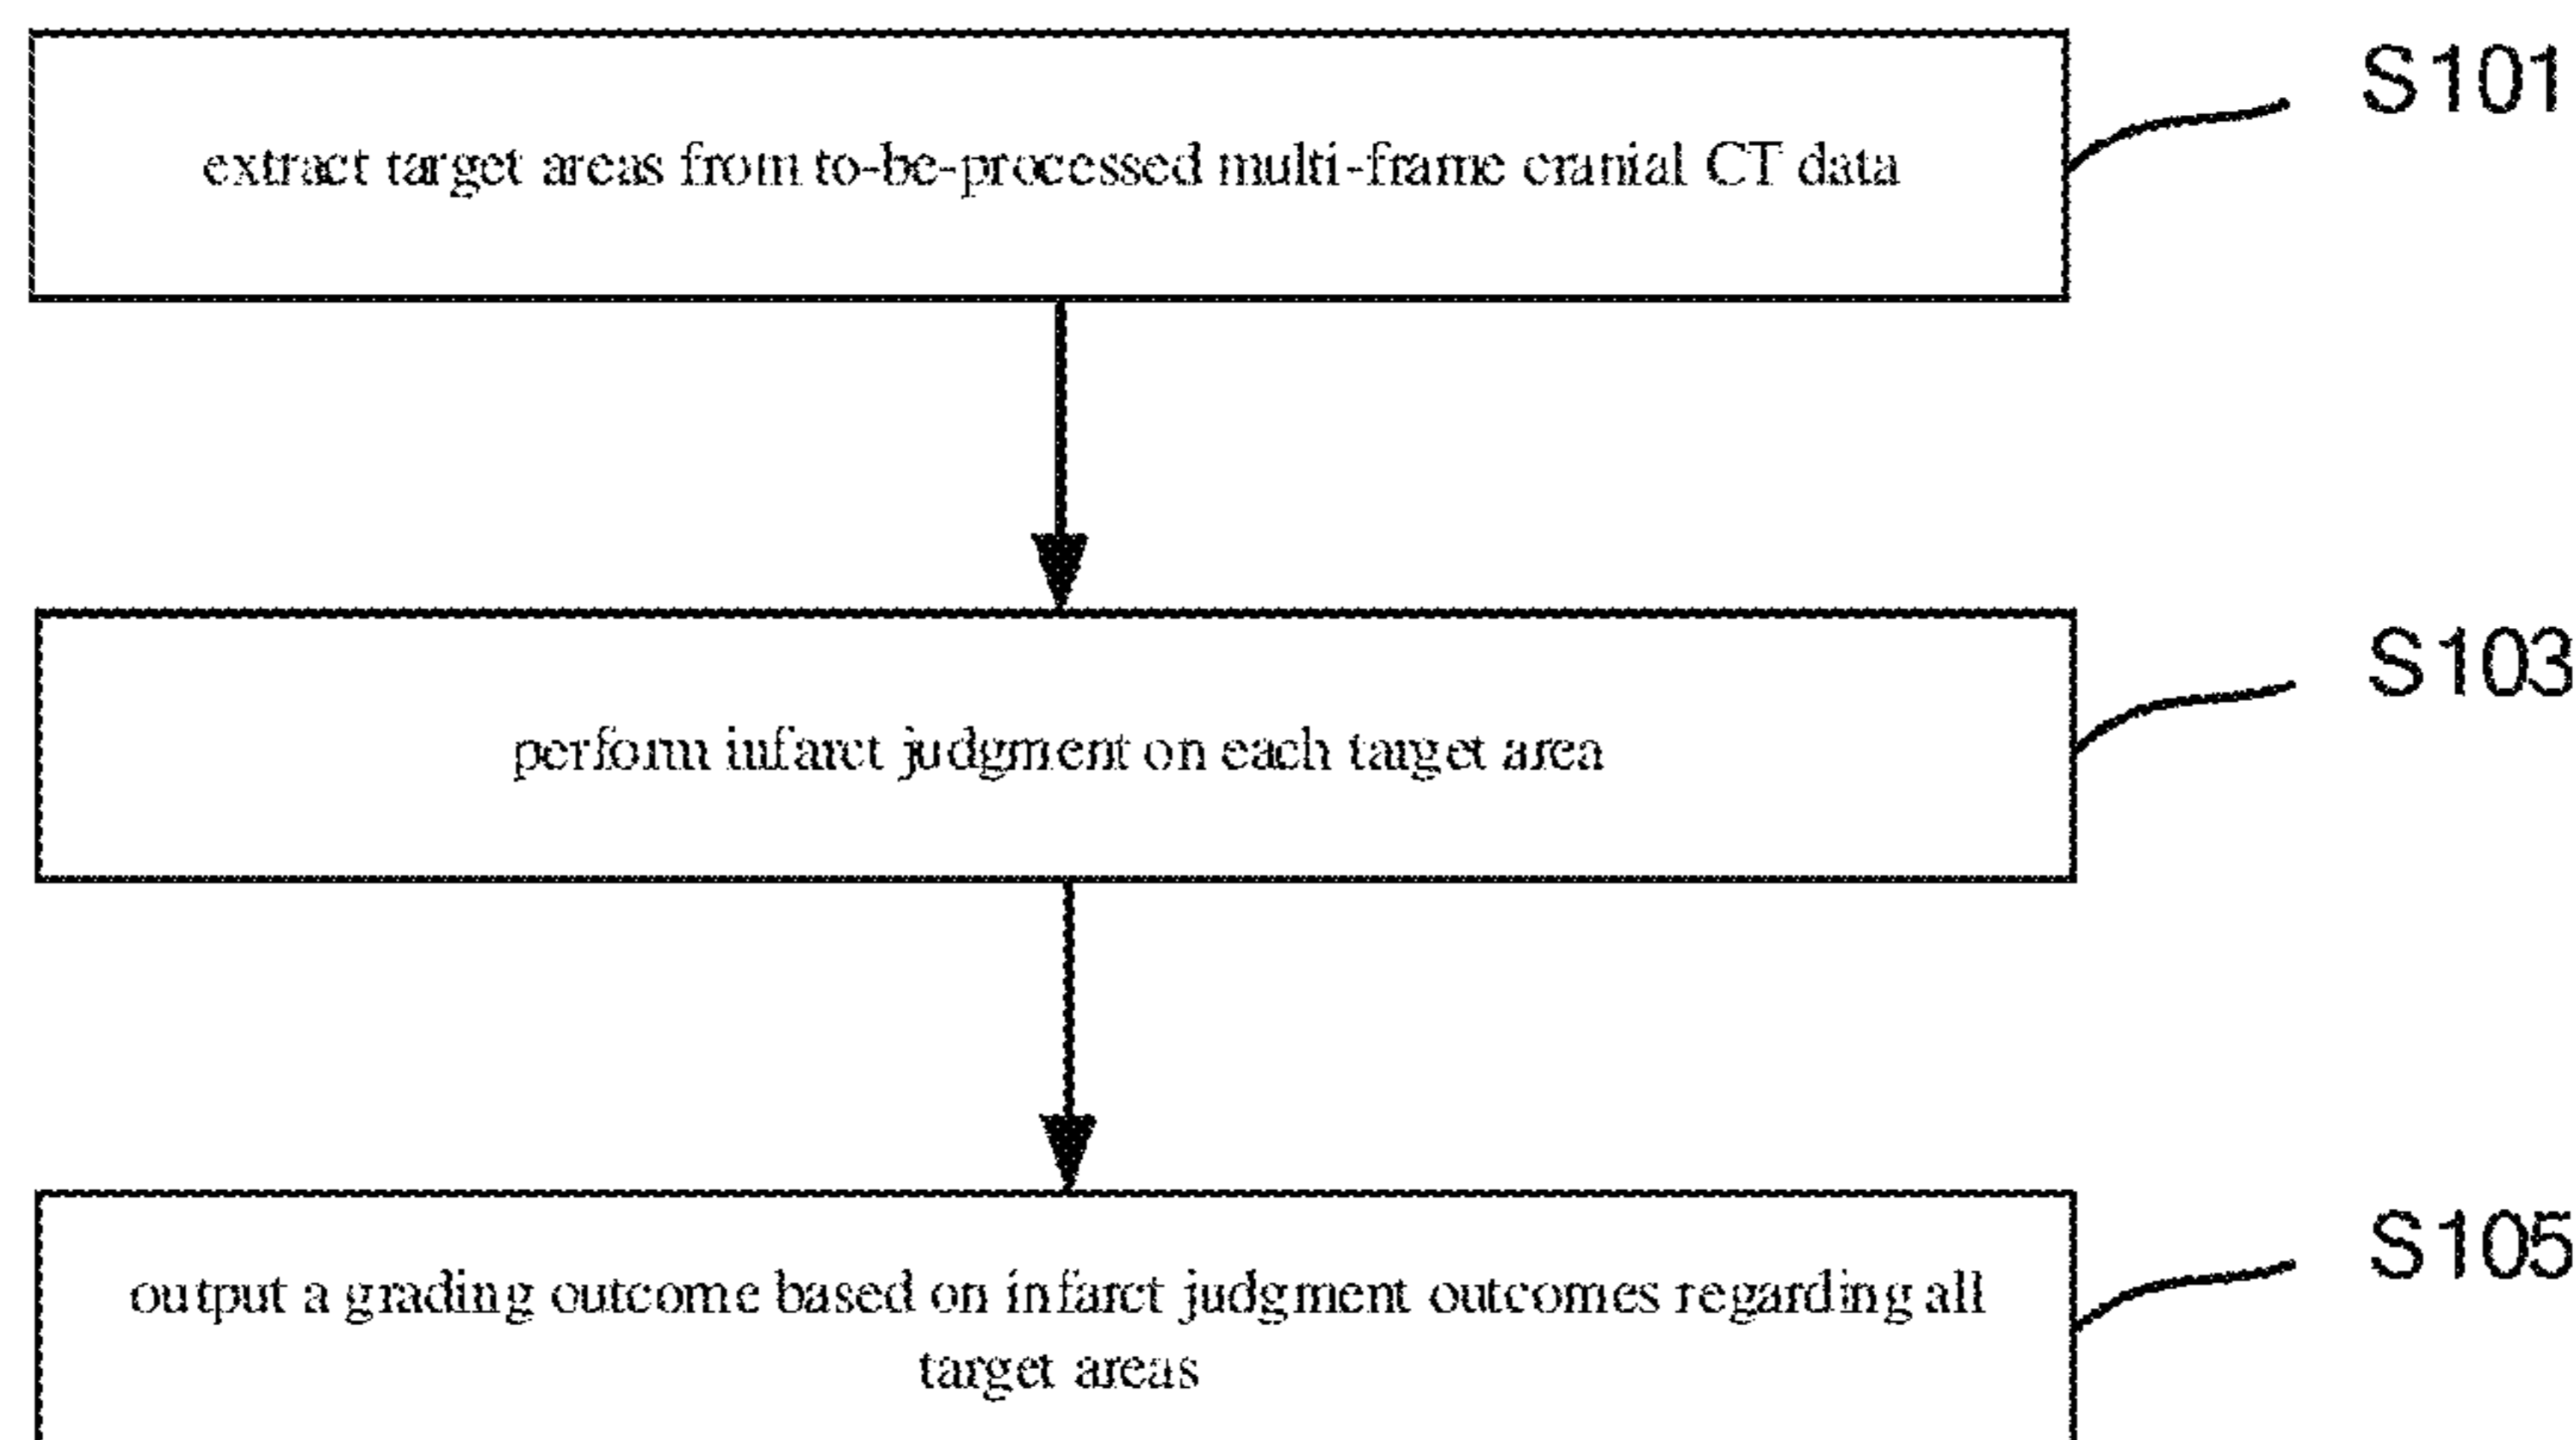 extract target areas from to-be-processed multi-frame cranial CT data
S101
perform infarct judgment on each target area
S103
output a grading outcome based on infarct judgment outcomes regarding all
target areas
S105